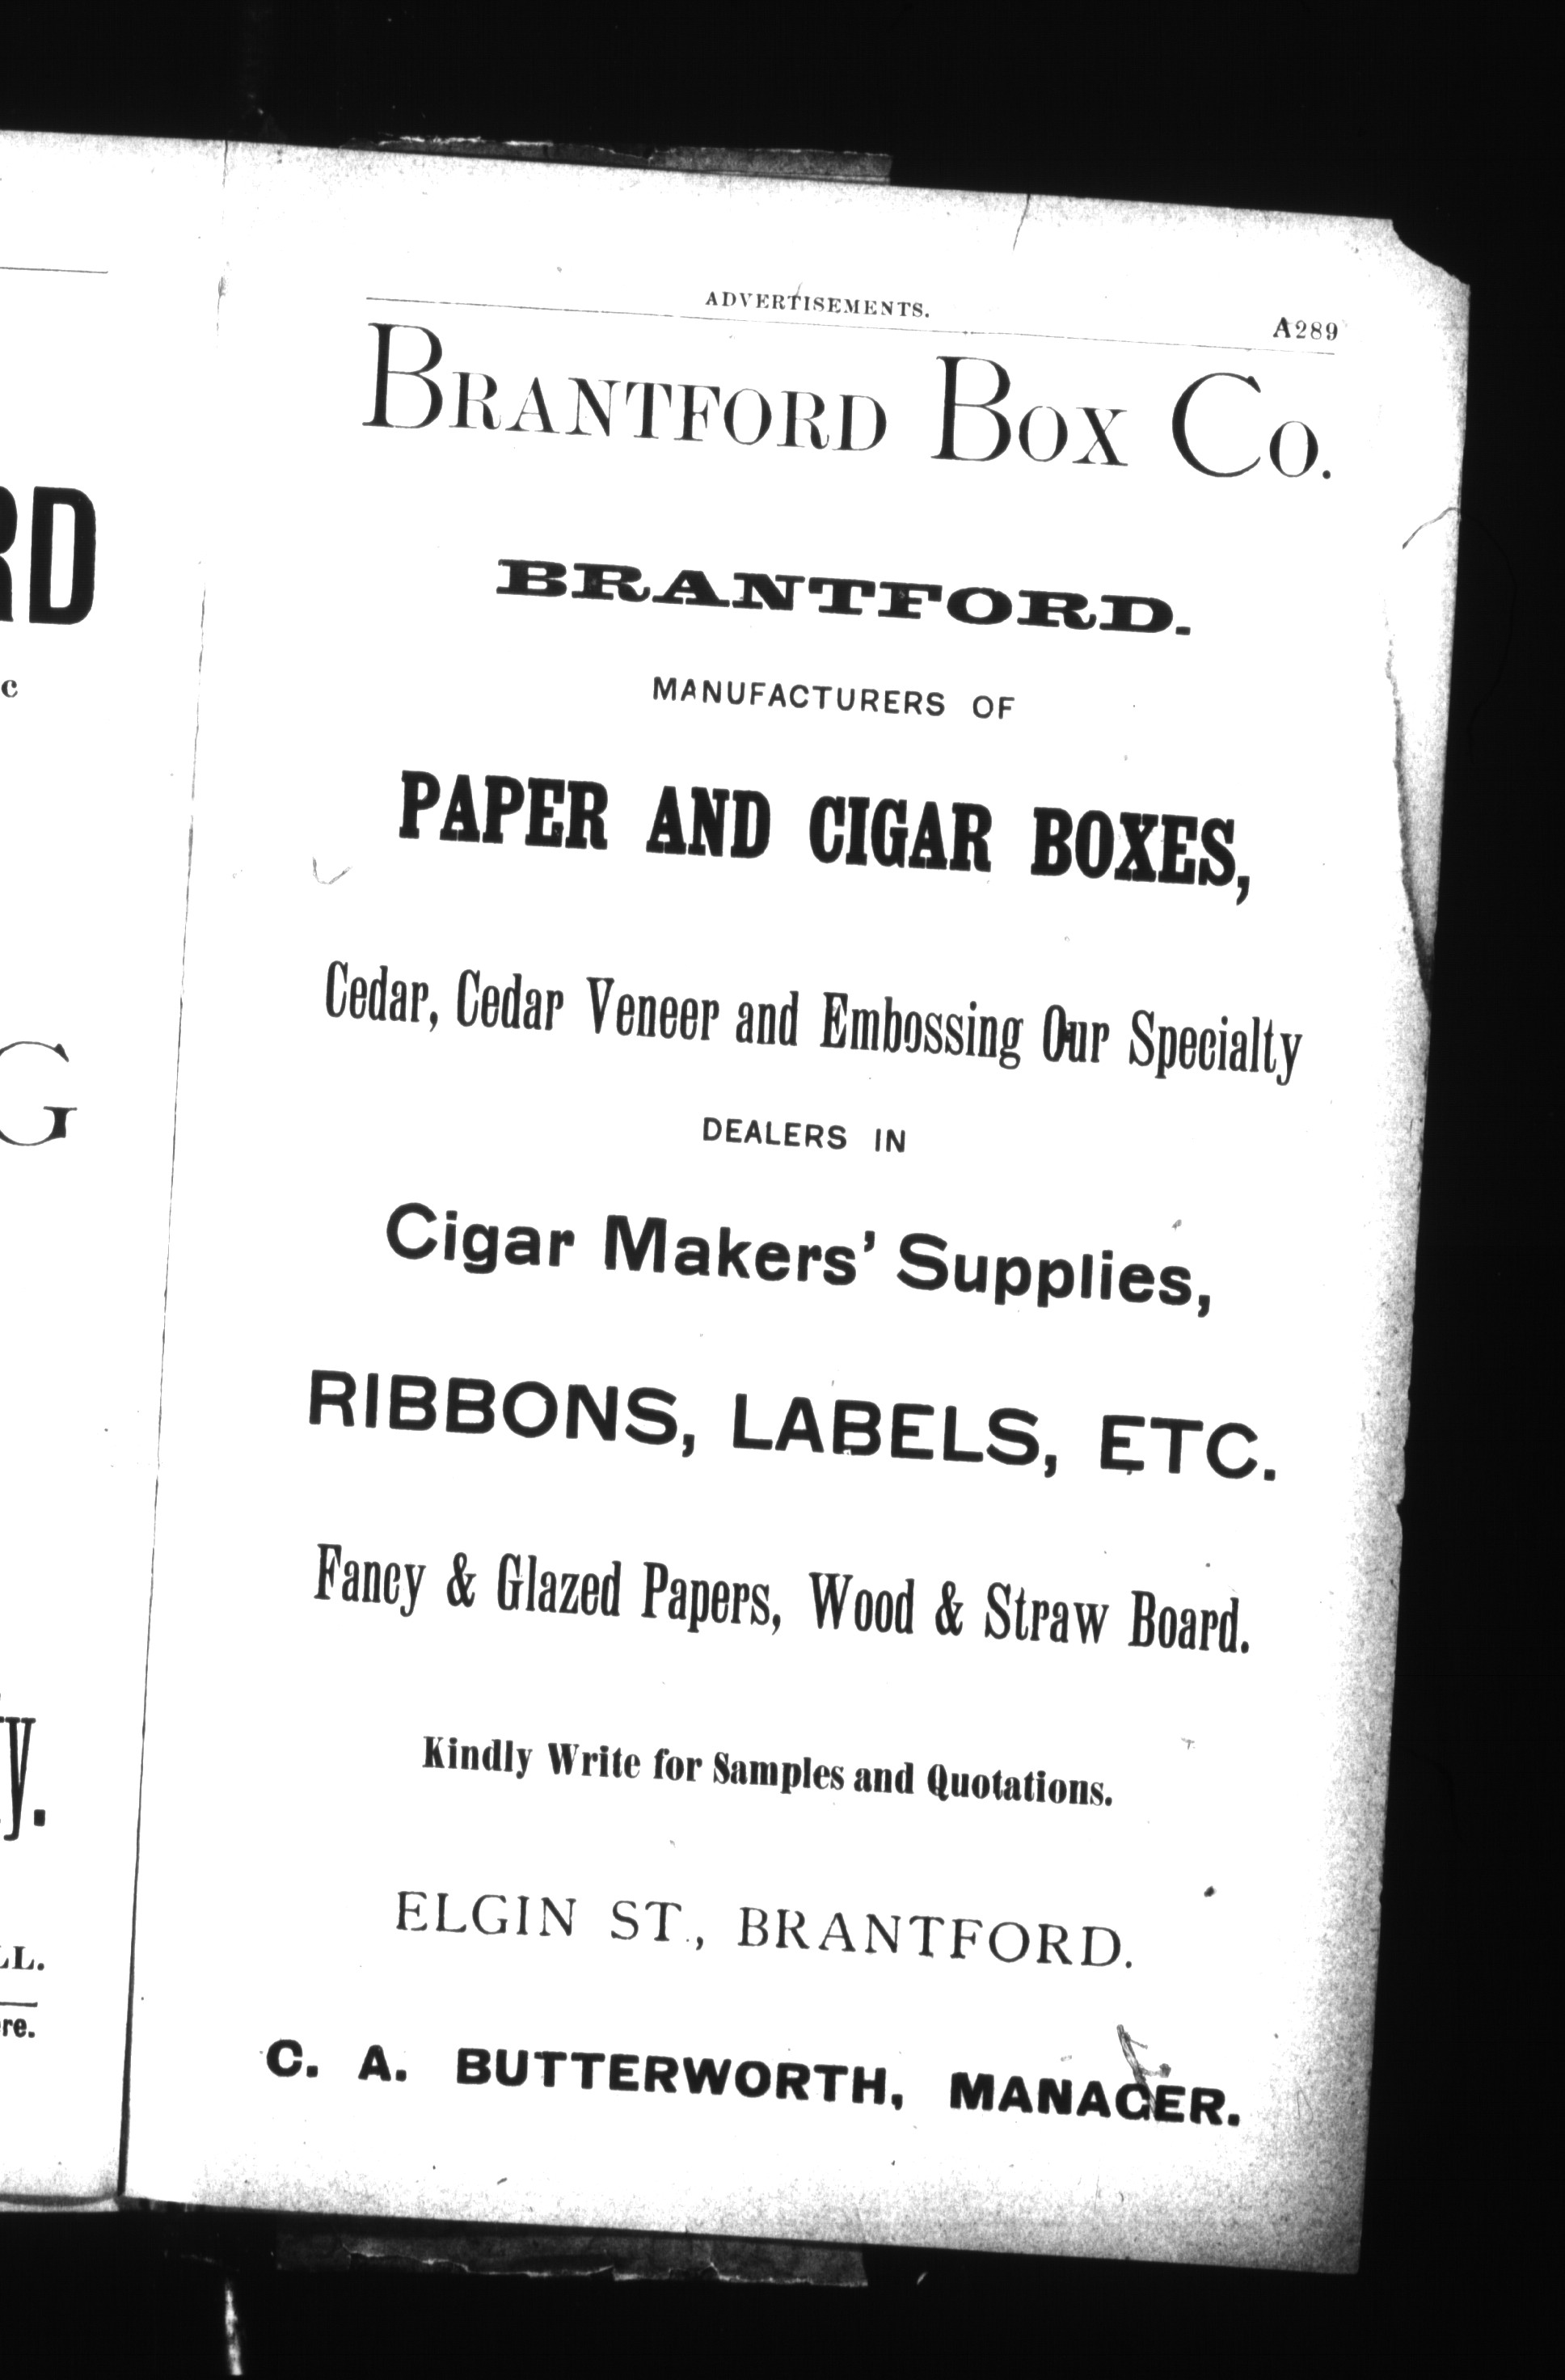 ADVERTISEMENTS. A289
BRANTFORD BOX CO.
BRANTFORD.
MANUFACTURERS OF
PAPER AND CIGAR BOXES,
Cedar, Cedar Veneer and Embossing Our Specialty
DEALERS IN
Cigar Makers' Supplies,
RIBBONS, LABELS, ETC.
Fancy & Glazed Papers, Wood & Straw Board.
Kindly Write for Samples and Quotations.
ELGIN ST., BRANTFORD.
C. A. BUTTERWORTH, MANAGER.